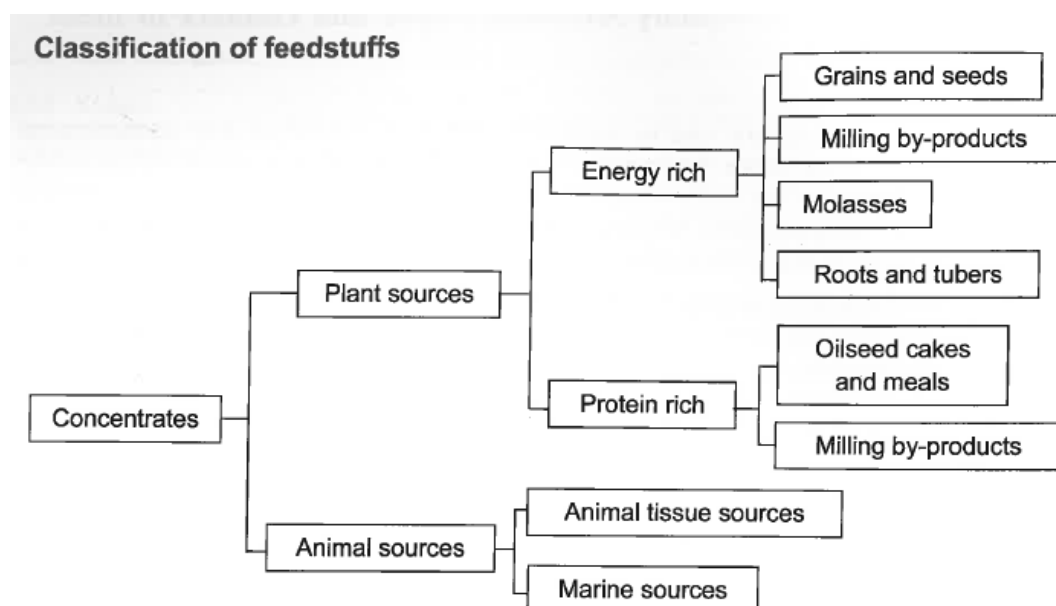 Classification of feedstuffs
Grains and seeds
Milling by-products
Energy rich
Molasses
Plant sources
Roots and tubers
Oilseed cakes
and meals
Protein rich
Concentrates
Milling by-products
Animal tissue sources
Animal sources
Marine sources